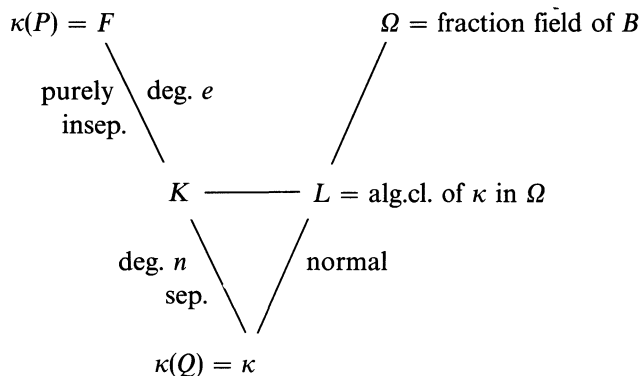 κ(P) = F
Ω = fraction field of B
purely
deg. e
insep.
K
L = alg.cl. of κ in Ω
deg. n
normal
sep.
κ(Q) = κ